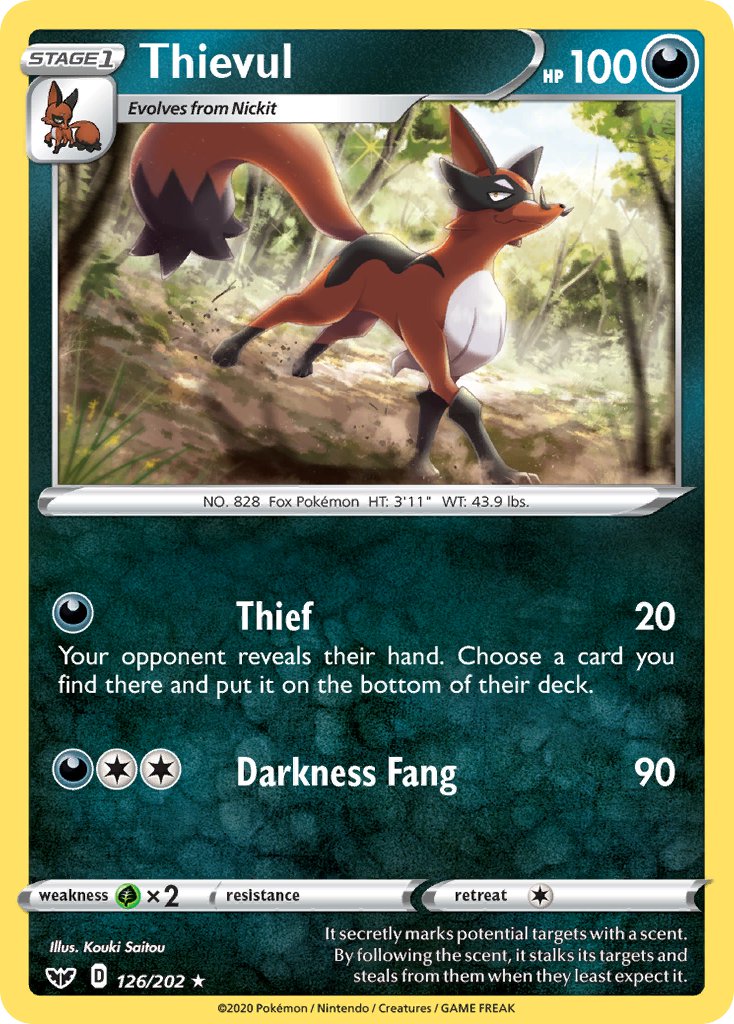 STAGE 1
Thievul
HP 100
Evolves from Nickit
NO. 828 Fox Pokémon HT: 3'11" WT: 43.9 lbs.
Thief 20
Your opponent reveals their hand. Choose a card you
find there and put it on the bottom of their deck.
Darkness Fang 90
weakness ×2 resistance retreat
Illus. Kouki Saitou
It secretly marks potential targets with a scent.
By following the scent, it stalks its targets and
steals from them when they least expect it.
D 126/202 ★
©2020 Pokémon / Nintendo / Creatures / GAME FREAK